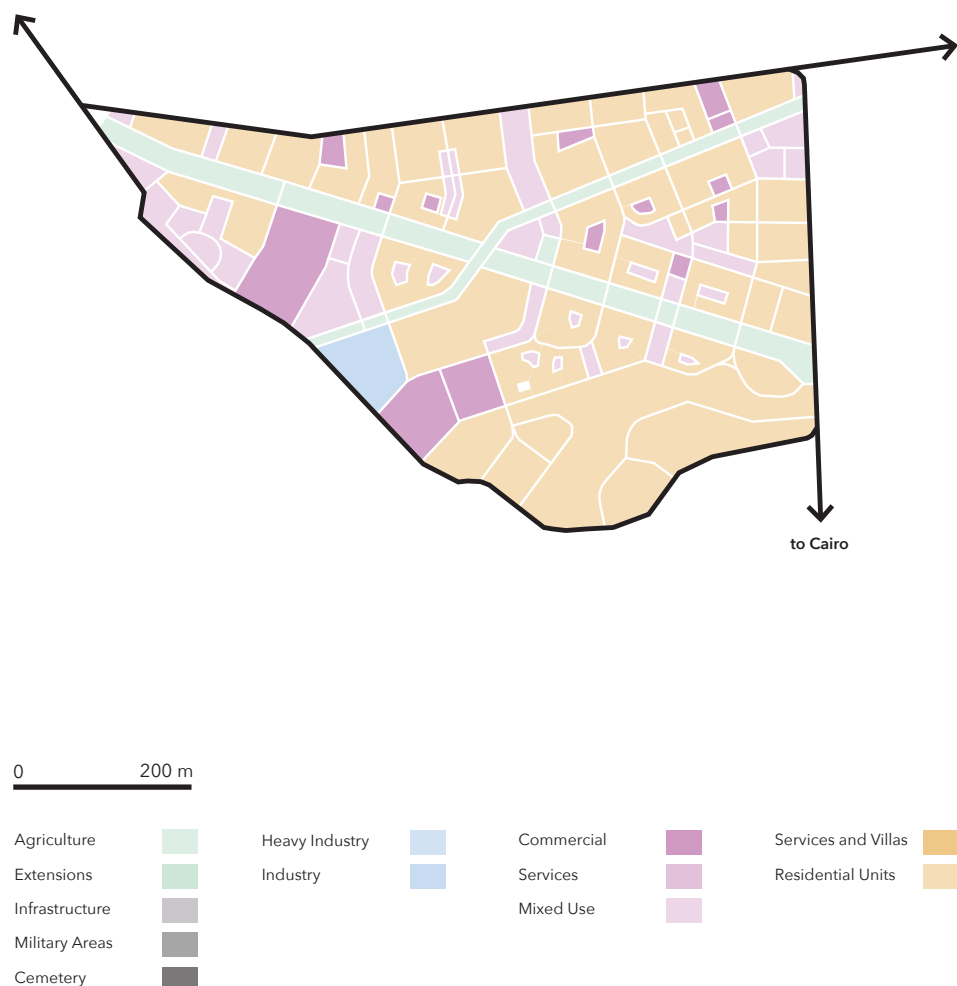 to Cairo
0 200 m
Agriculture
Extensions
Infrastructure
Military Areas
Cemetery
Heavy Industry
Industry
Commercial
Services
Mixed Use
Services and Villas
Residential Units